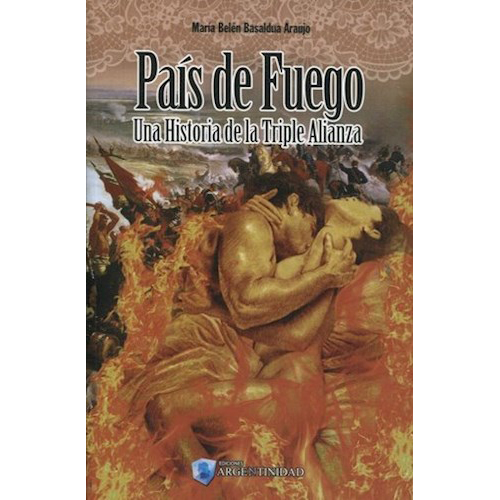 María Belén Basaldua Araujo
País de Fuego
Una Historia de la Triple Alianza
EDICIONES
ARGENTINIDAD